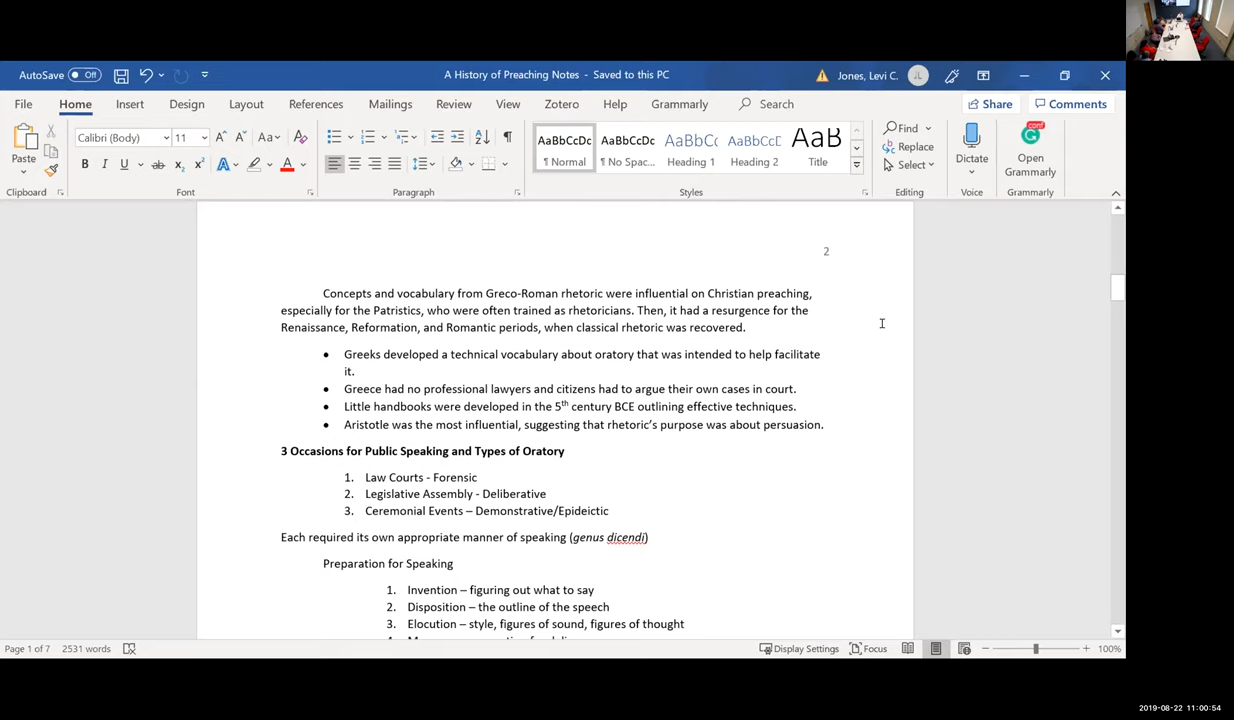 AutoSave Off
A History of Preaching Notes - Saved to this PC
Jones, Levi C. JL
File Home Insert Design Layout References Mailings Review View Zotero Help Grammarly Search Share Comments
Paste
Calibri (Body) 11
AaBbCcDc AaBbCcDc AaBbCc AaBbCcD AaB
¶ Normal ¶ No Spac... Heading 1 Heading 2 Title
Find
Replace
Select
Dictate
Open
Grammarly
Clipboard Font Paragraph Styles Editing Voice Grammarly
2
Concepts and vocabulary from Greco-Roman rhetoric were influential on Christian preaching,
especially for the Patristics, who were often trained as rhetoricians. Then, it had a resurgence for the
Renaissance, Reformation, and Romantic periods, when classical rhetoric was recovered.
• Greeks developed a technical vocabulary about oratory that was intended to help facilitate
it.
• Greece had no professional lawyers and citizens had to argue their own cases in court.
• Little handbooks were developed in the 5th century BCE outlining effective techniques.
• Aristotle was the most influential, suggesting that rhetoric's purpose was about persuasion.
3 Occasions for Public Speaking and Types of Oratory
1. Law Courts - Forensic
2. Legislative Assembly - Deliberative
3. Ceremonial Events – Demonstrative/Epideictic
Each required its own appropriate manner of speaking (genus dicendi)
Preparation for Speaking
1. Invention – figuring out what to say
2. Disposition – the outline of the speech
3. Elocution – style, figures of sound, figures of thought
Page 1 of 7 2531 words Display Settings Focus 100%
2019-08-22 11:00:54